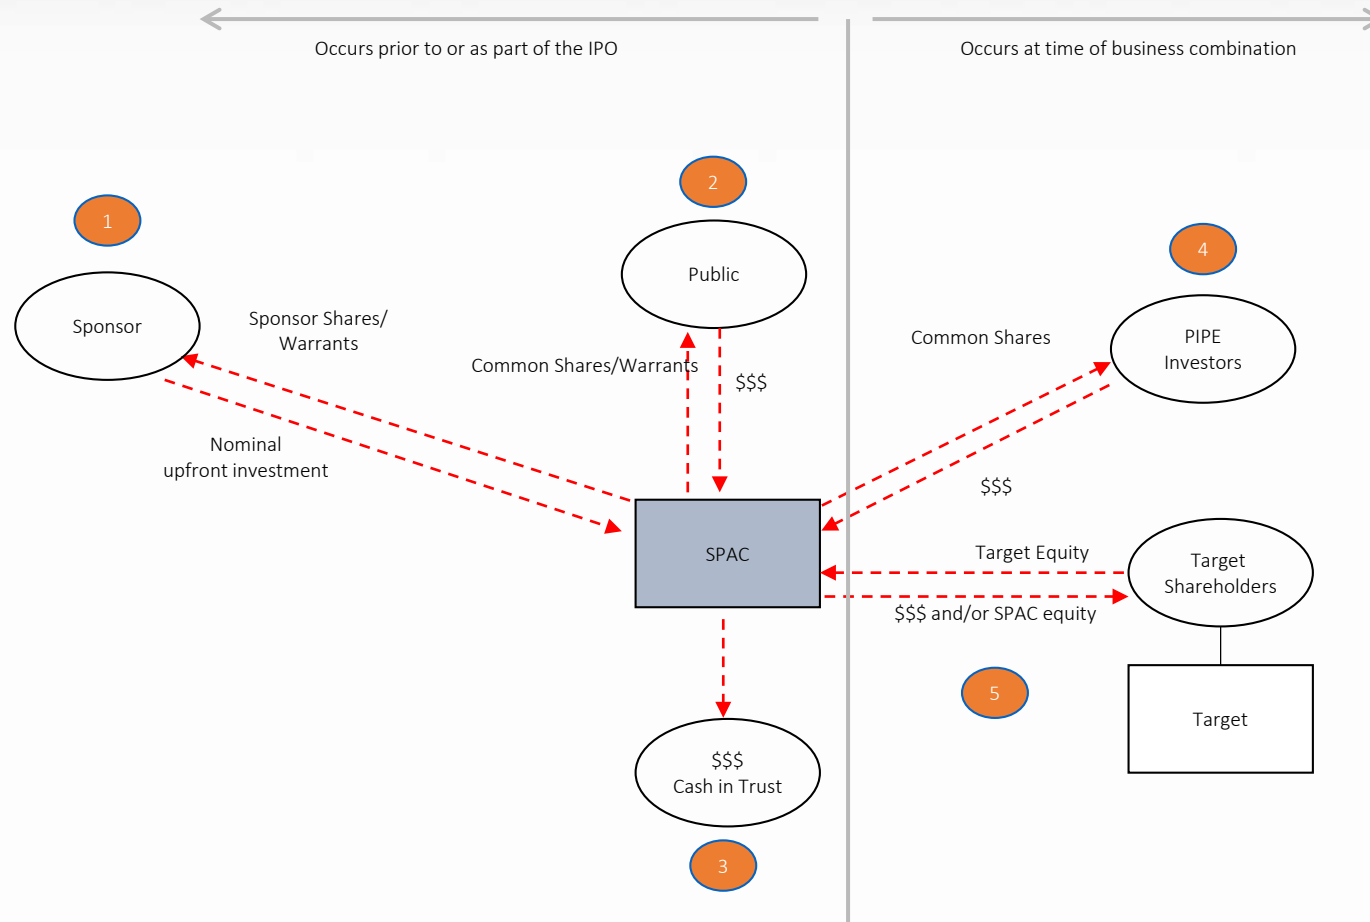 Occurs prior to or as part of the IPO
Occurs at time of business combination
1
Sponsor
Sponsor Shares/
Warrants
Nominal
upfront investment
2
Public
Common Shares/Warrants
$$$
SPAC
$$$
Cash in Trust
3
4
PIPE
Investors
Common Shares
$$$
Target Equity
$$$ and/or SPAC equity
Target
Shareholders
5
Target